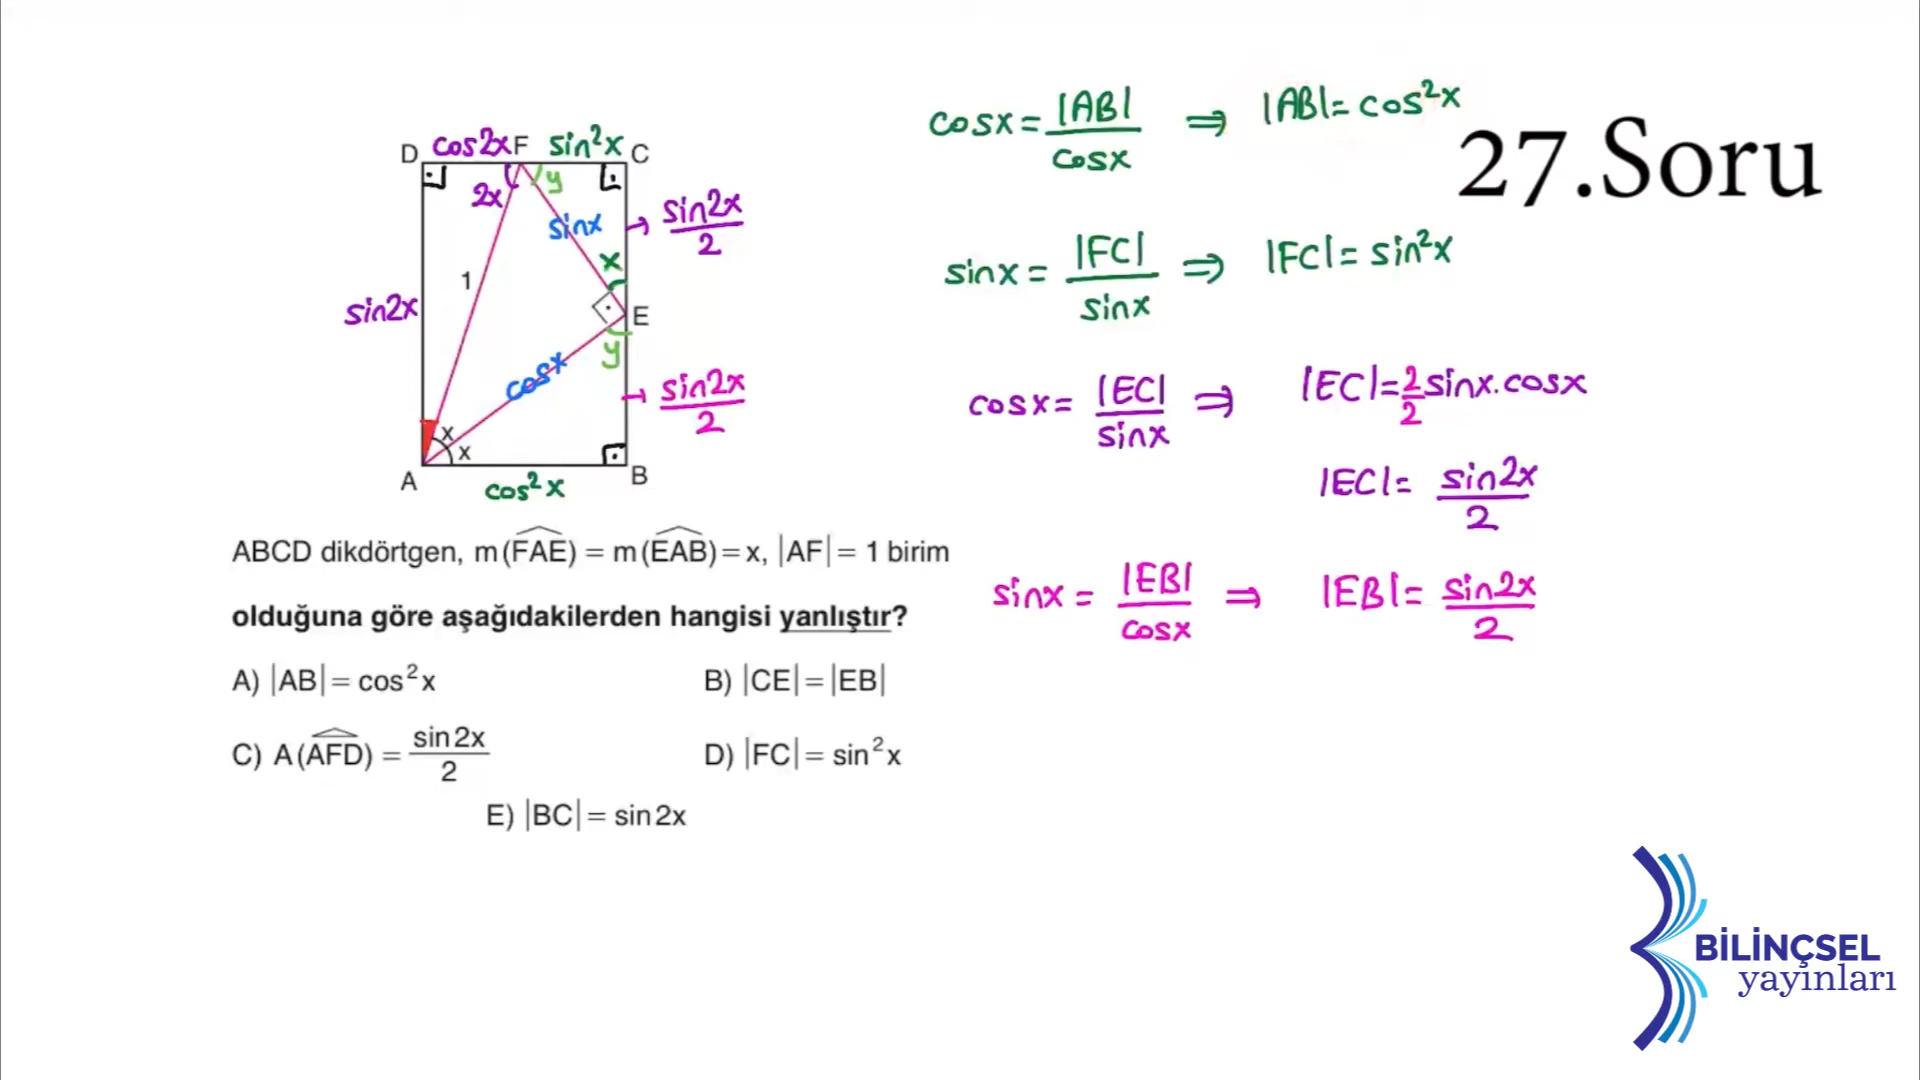 27.Soru
D cos2x F sin²x C
2x y
sinx → sin2x/2
x
1
sin2x
E
y
cosx → sin2x/2
x
x
A cos²x B
ABCD dikdörtgen, m(FAE) = m(EAB) = x, |AF| = 1 birim
olduğuna göre aşağıdakilerden hangisi yanlıştır?
A) |AB| = cos²x B) |CE| = |EB|
C) A(AFD) = sin2x/2 D) |FC| = sin²x
E) |BC| = sin2x
cosx = |AB|/cosx ⇒ |AB| = cos²x
sinx = |FC|/sinx ⇒ |FC| = sin²x
cosx = |EC|/sinx ⇒ |EC| = 2/2 sinx.cosx
|EC| = sin2x/2
sinx = |EB|/cosx ⇒ |EB| = sin2x/2
BİLİNÇSEL
yayınları